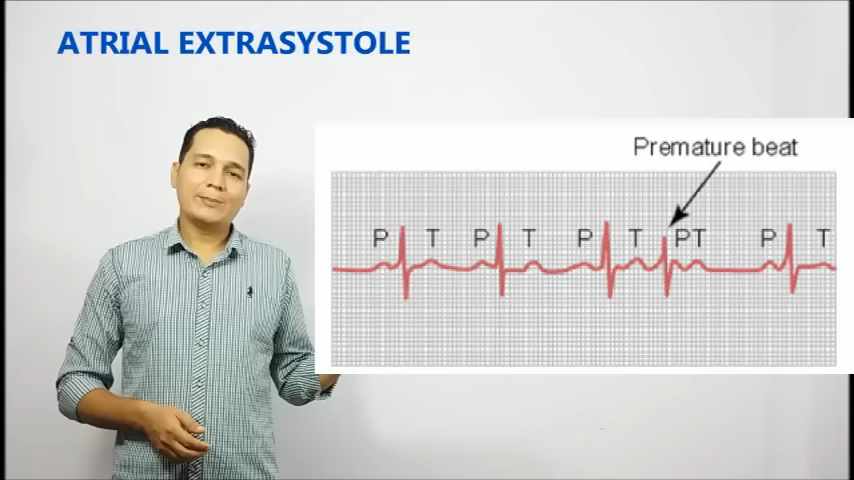 ATRIAL EXTRASYSTOLE
Premature beat
P T P T P T PT P T